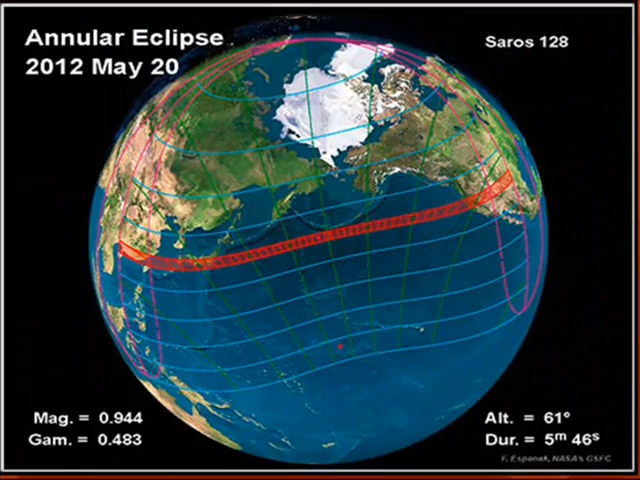 Annular Eclipse
2012 May 20
Saros 128
Mag. = 0.944
Gam. = 0.483
Alt. = 61°
Dur. = 5m 46s
F. Espenak, NASA's GSFC